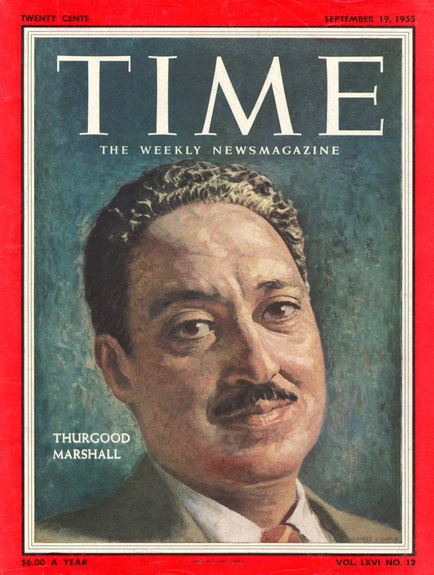 TWENTY CENTS
SEPTEMBER 19, 1955
TIME
THE WEEKLY NEWSMAGAZINE
THURGOOD
MARSHALL
$6.00 A YEAR
VOL. LXVI NO. 12